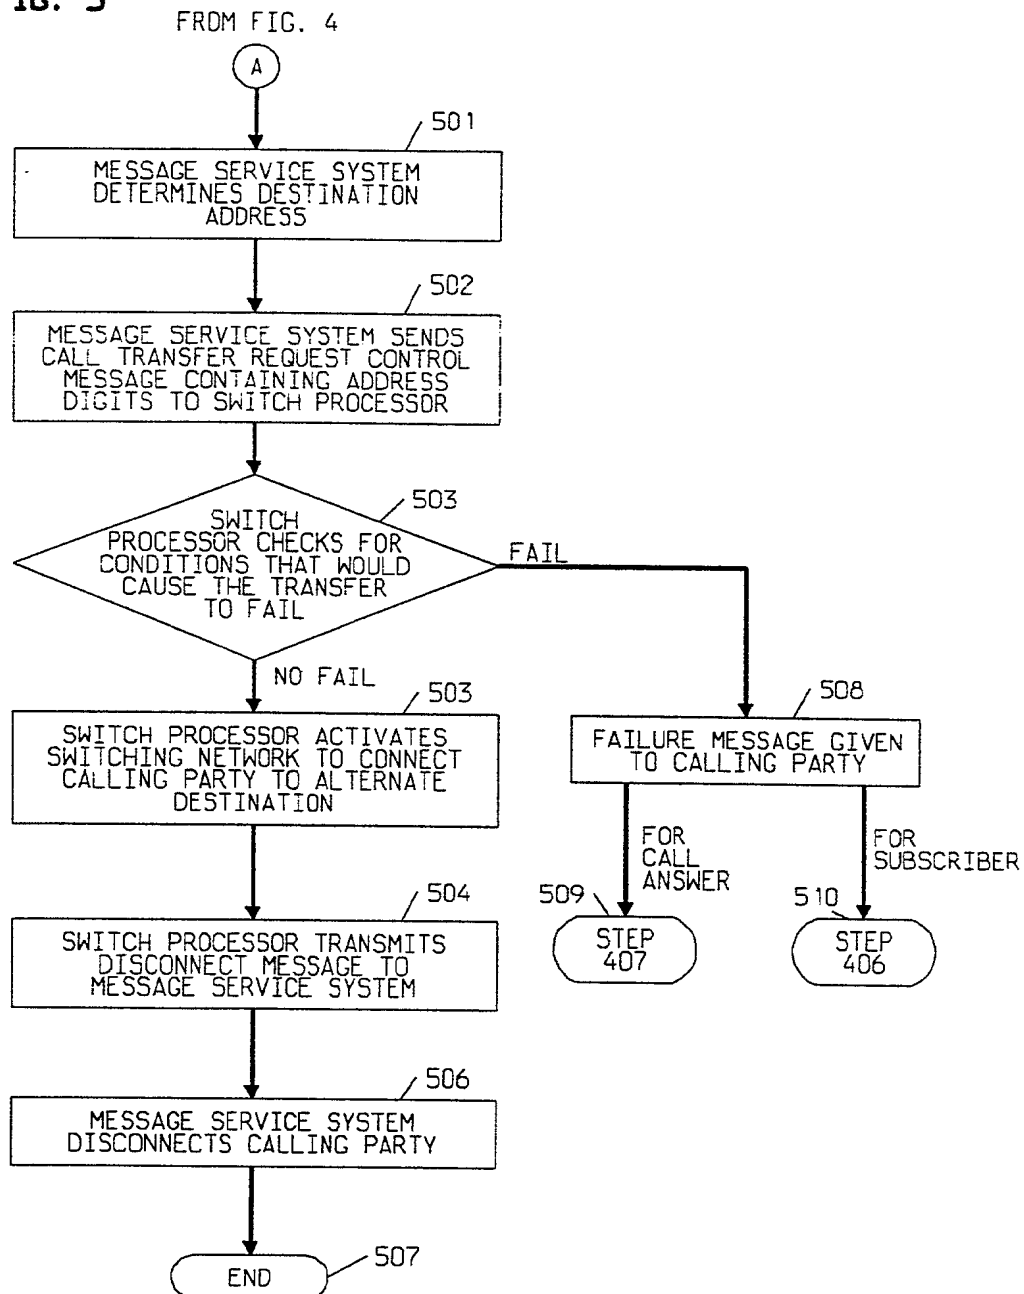 IG. 5
FROM FIG. 4
A
501
MESSAGE SERVICE SYSTEM
DETERMINES DESTINATION
ADDRESS
502
MESSAGE SERVICE SYSTEM SENDS
CALL TRANSFER REQUEST CONTROL
MESSAGE CONTAINING ADDRESS
DIGITS TO SWITCH PROCESSOR
503
SWITCH
PROCESSOR CHECKS FOR
CONDITIONS THAT WOULD
CAUSE THE TRANSFER
TO FAIL
FAIL
NO FAIL
503
SWITCH PROCESSOR ACTIVATES
SWITCHING NETWORK TO CONNECT
CALLING PARTY TO ALTERNATE
DESTINATION
508
FAILURE MESSAGE GIVEN
TO CALLING PARTY
FOR
CALL
ANSWER
FOR
SUBSCRIBER
509
STEP
407
510
STEP
406
504
SWITCH PROCESSOR TRANSMITS
DISCONNECT MESSAGE TO
MESSAGE SERVICE SYSTEM
506
MESSAGE SERVICE SYSTEM
DISCONNECTS CALLING PARTY
507
END